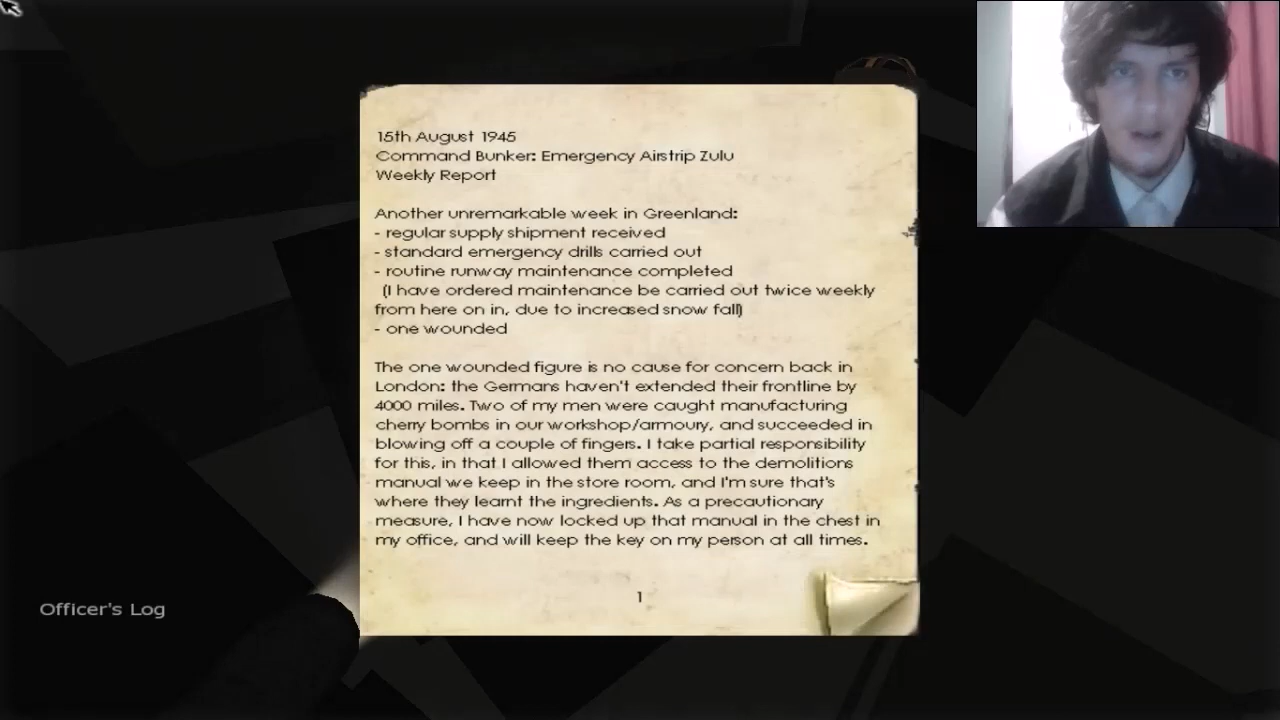 15th August 1945
Command Bunker: Emergency Airstrip Zulu
Weekly Report
Another unremarkable week in Greenland:
- regular supply shipment received
- standard emergency drills carried out
- routine runway maintenance completed
(I have ordered maintenance be carried out twice weekly
from here on in, due to increased snow fall)
- one wounded
The one wounded figure is no cause for concern back in
London: the Germans haven't extended their frontline by
4000 miles. Two of my men were caught manufacturing
cherry bombs in our workshop/armoury, and succeeded in
blowing off a couple of fingers. I take partial responsibility
for this, in that I allowed them access to the demolitions
manual we keep in the store room, and I'm sure that's
where they learnt the ingredients. As a precautionary
measure, I have now locked up that manual in the chest in
my office, and will keep the key on my person at all times.
1
Officer's Log